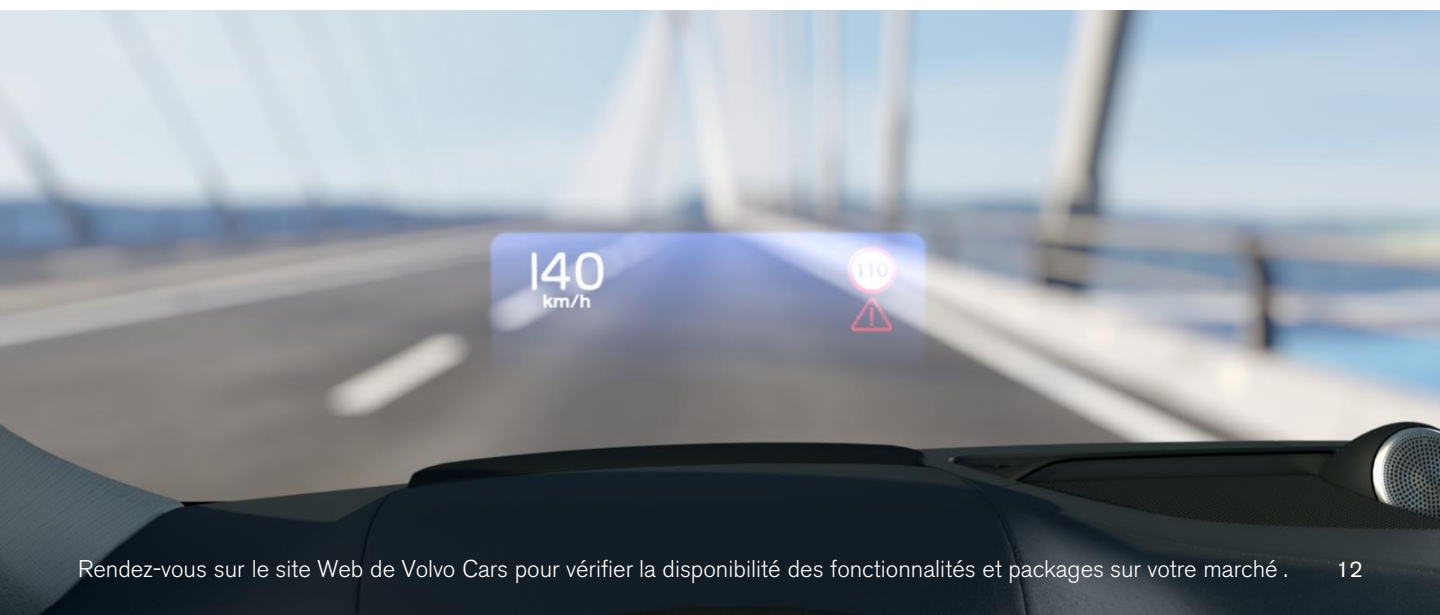 140
110
km/h
Rendez-vous sur le site Web de Volvo Cars pour vérifier la disponibilité des fonctionnalités et packages sur votre marché .
12